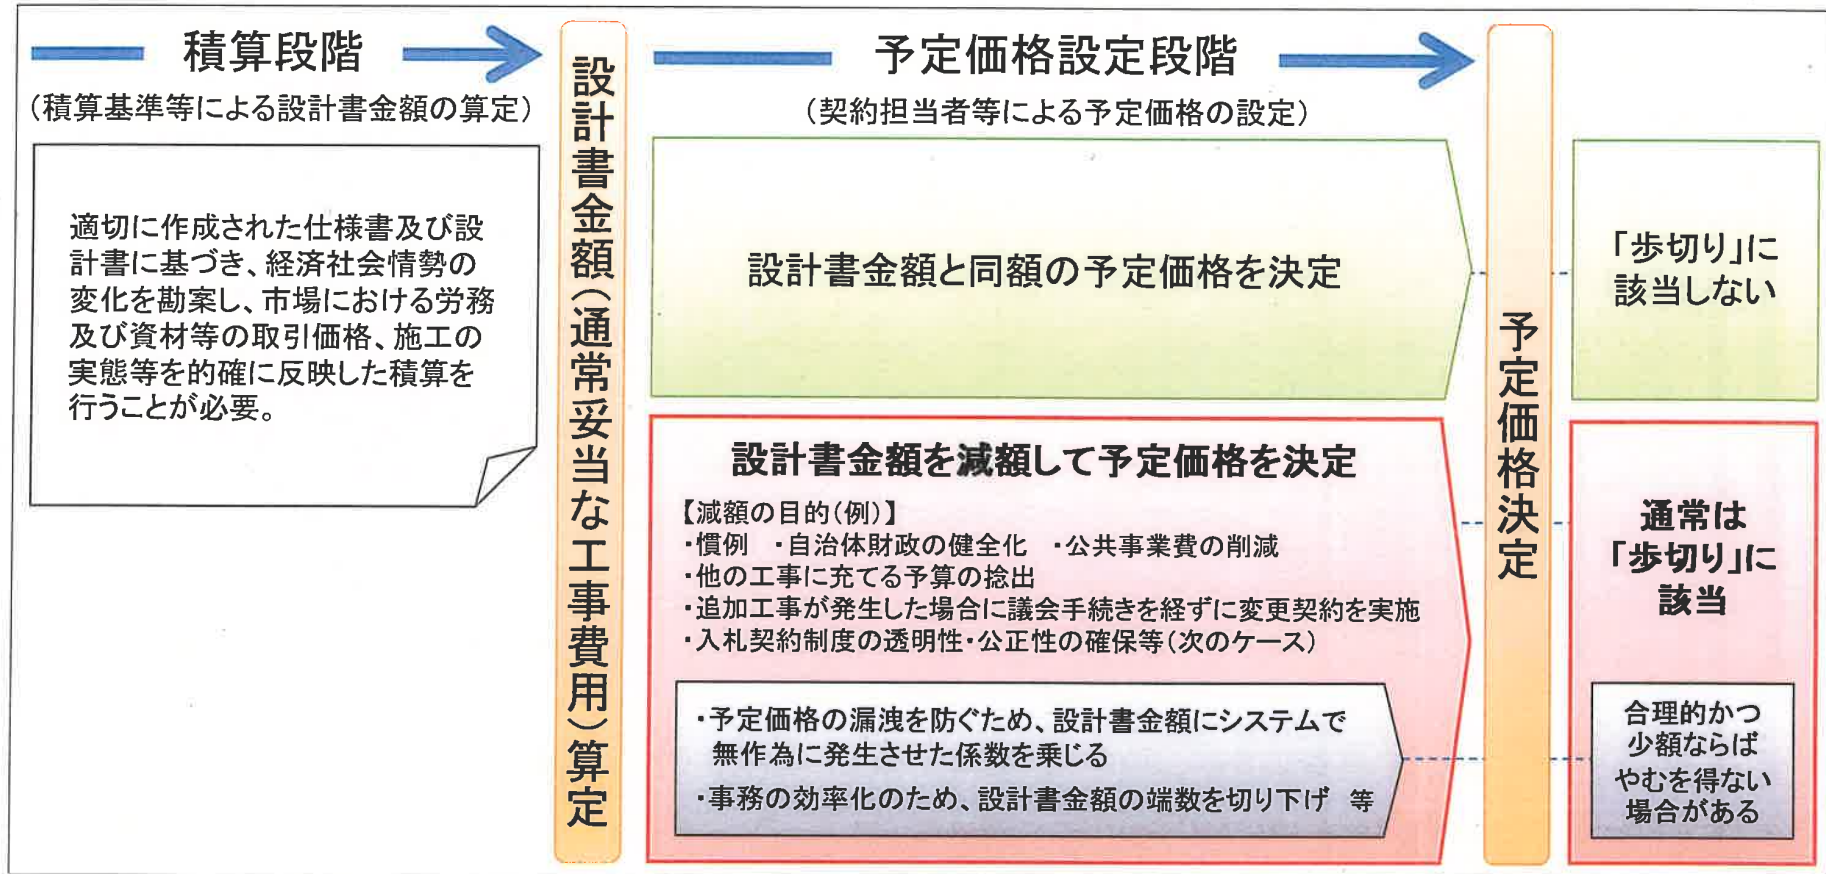 積算段階
(積算基準等による設計書金額の算定)
適切に作成された仕様書及び設
計書に基づき、経済社会情勢の
変化を勘案し、市場における労務
及び資材等の取引価格、施工の
実態等を的確に反映した積算を
行うことが必要。
設計書金額(通常妥当な工事費用)算定
予定価格設定段階
(契約担当者等による予定価格の設定)
設計書金額と同額の予定価格を決定
設計書金額を減額して予定価格を決定
【減額の目的(例)】
・慣例 ・自治体財政の健全化 ・公共事業費の削減
・他の工事に充てる予算の捻出
・追加工事が発生した場合に議会手続きを経ずに変更契約を実施
・入札契約制度の透明性・公正性の確保等(次のケース)
・予定価格の漏洩を防ぐため、設計書金額にシステムで
無作為に発生させた係数を乗じる
・事務の効率化のため、設計書金額の端数を切り下げ 等
予定価格決定
「歩切り」に
該当しない
通常は
「歩切り」に
該当
合理的かつ
少額ならば
やむを得ない
場合がある